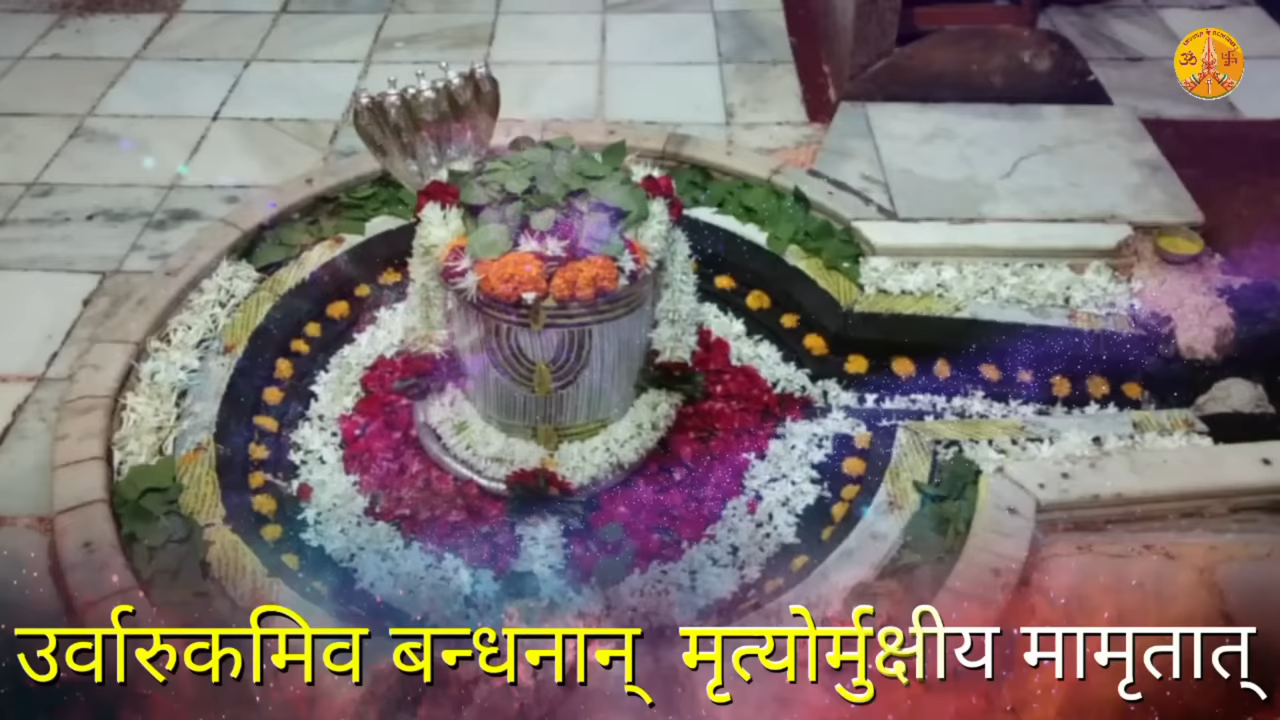 उर्वारुकमिव बन्धनान् मृत्योर्मुक्षीय मामृतात्